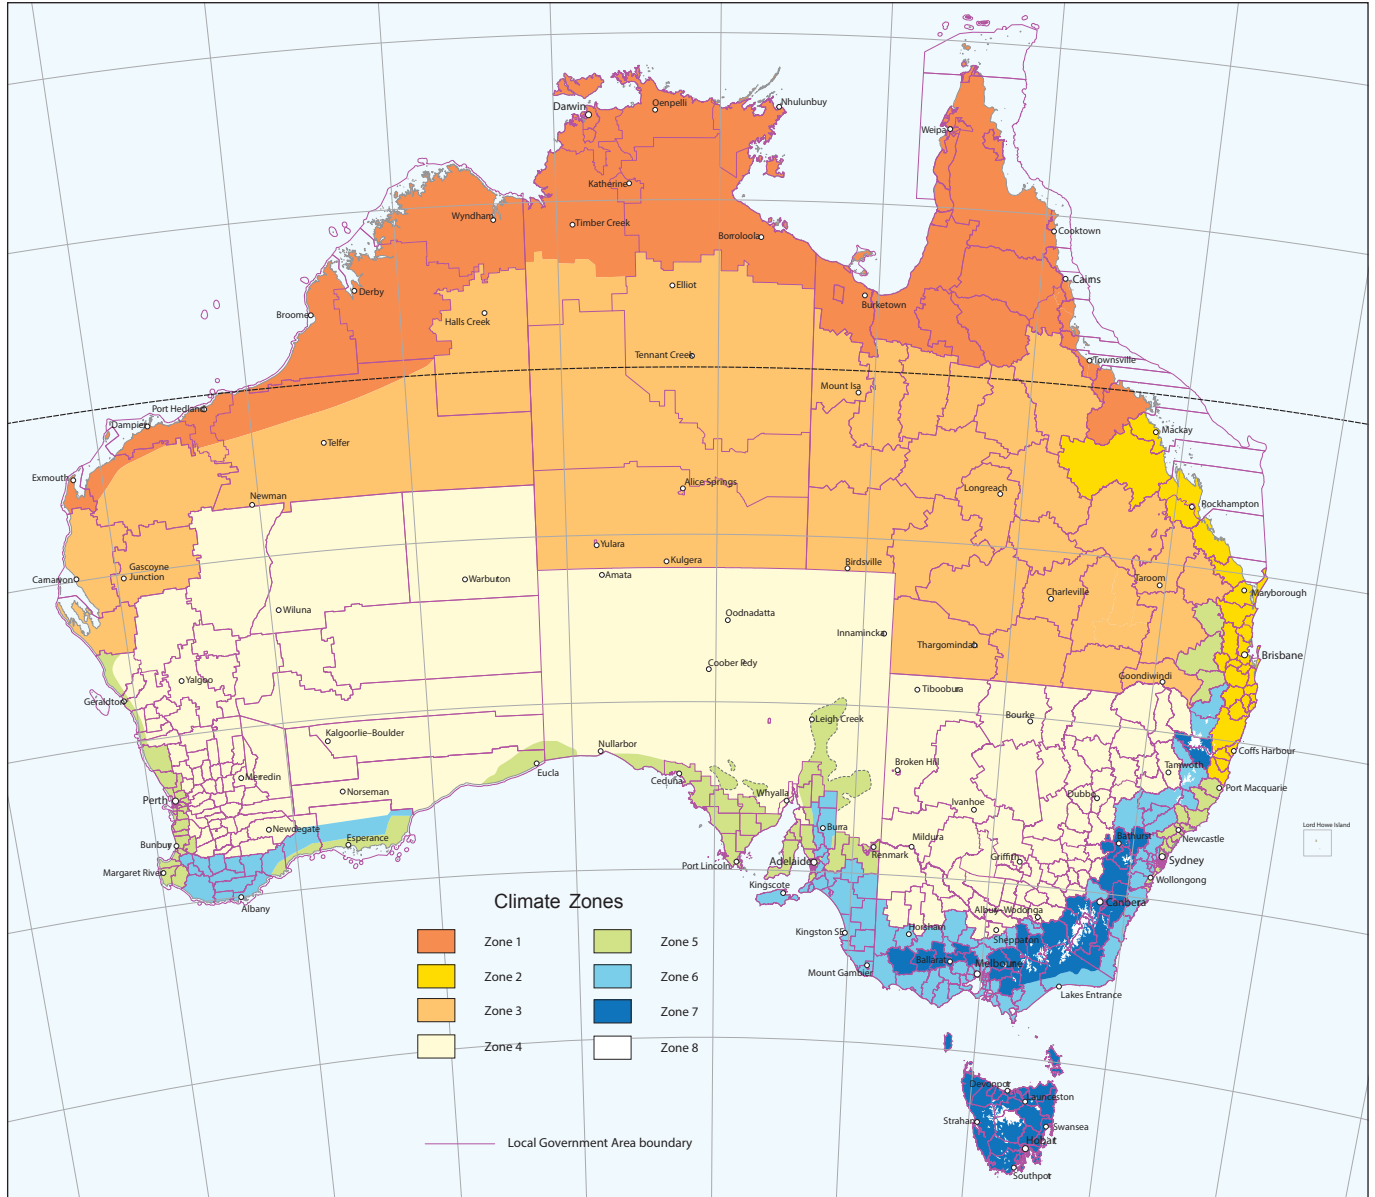 Darwin
Oenpelli
Nhulunbuy
Weipa
Katherine
Wyndham
Timber Creek
Borroloola
Cooktown
Cairns
Derby
Elliot
Burketown
Broome
Halls Creek
Tennant Creek
Townsville
Mount Isa
Port Hedland
Dampier
Mackay
Telfer
Exmouth
Alice Springs
Longreach
Newman
Rockhampton
Yulara
Kulgera
Birdsville
Gascoyne
Junction
Carnarvon
Warburton
Amata
Taroom
Charleville
Maryborough
Wiluna
Oodnadatta
Innamincka
Thargomindah
Brisbane
Coober Pedy
Yalgoo
Goondiwindi
Tibooburra
Geraldton
Leigh Creek
Bourke
Kalgoorlie–Boulder
Nullarbor
Coffs Harbour
Eucla
Broken Hill
Tamworth
Merredin
Ceduna
Port Macquarie
Norseman
Whyalla
Dubbo
Perth
Ivanhoe
Newdegate
Burra
Lord Howe Island
Esperance
Mildura
Bathurst
Newcastle
Bunbury
Renmark
Griffith
Sydney
Port Lincoln
Adelaide
Margaret River
Wollongong
Kingscote
Climate Zones
Canberra
Albany
Albury–Wodonga
Kingston SE
Horsham
Zone 1
Zone 5
Shepparton
Ballarat
Melbourne
Zone 2
Zone 6
Mount Gambier
Lakes Entrance
Zone 3
Zone 7
Zone 4
Zone 8
Devonport
Launceston
Strahan
Swansea
Hobart
Local Government Area boundary
Southport